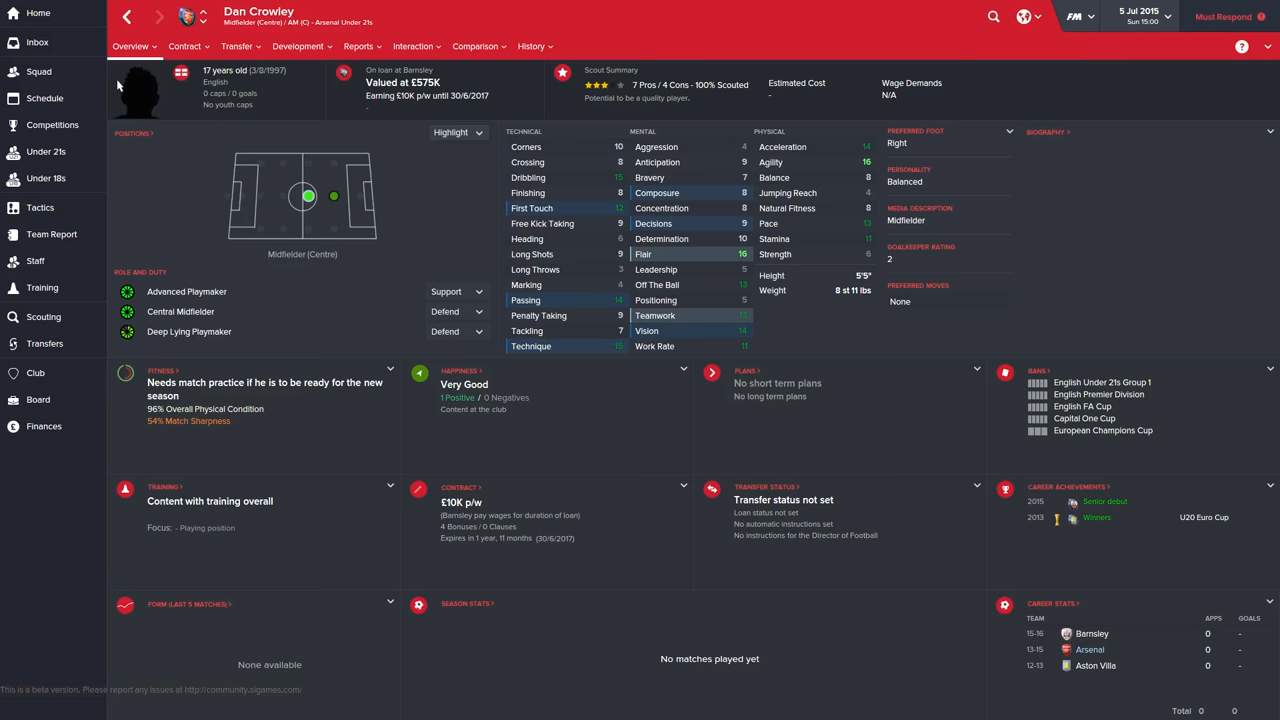 Home
Inbox
Squad
Schedule
Competitions
Under 21s
Under 18s
Tactics
Team Report
Staff
Training
Scouting
Transfers
Club
Board
Finances
Dan Crowley
Midfielder (Centre) / AM (C) - Arsenal Under 21s
FM
5 Jul 2015
Sun 15:00
Must Respond
Overview
Contract
Transfer
Development
Reports
Interaction
Comparison
History
?
17 years old (3/8/1997)
English
0 caps / 0 goals
No youth caps
On loan at Barnsley
Valued at £575K
Earning £10K p/w until 30/6/2017
-
Scout Summary
7 Pros / 4 Cons - 100% Scouted
Potential to be a quality player.
Estimated Cost
-
Wage Demands
N/A
POSITIONS >
Highlight
Midfielder (Centre)
ROLE AND DUTY
Advanced Playmaker Support
Central Midfielder Defend
Deep Lying Playmaker Defend
TECHNICAL
Corners 10
Crossing 8
Dribbling 15
Finishing 8
First Touch 12
Free Kick Taking 9
Heading 6
Long Shots 9
Long Throws 3
Marking 4
Passing 14
Penalty Taking 9
Tackling 7
Technique 15
MENTAL
Aggression 4
Anticipation 9
Bravery 7
Composure 8
Concentration 8
Decisions 9
Determination 10
Flair 16
Leadership 5
Off The Ball 13
Positioning 5
Teamwork 13
Vision 14
Work Rate 11
PHYSICAL
Acceleration 14
Agility 16
Balance 8
Jumping Reach 4
Natural Fitness 8
Pace 13
Stamina 11
Strength 6
Height 5'5"
Weight 8 st 11 lbs
PREFERRED FOOT
Right
PERSONALITY
Balanced
MEDIA DESCRIPTION
Midfielder
GOALKEEPER RATING
2
PREFERRED MOVES
None
BIOGRAPHY >
FITNESS >
Needs match practice if he is to be ready for the new
season
96% Overall Physical Condition
54% Match Sharpness
HAPPINESS >
Very Good
1 Positive / 0 Negatives
Content at the club
PLANS >
No short term plans
No long term plans
BANS >
English Under 21s Group 1
English Premier Division
English FA Cup
Capital One Cup
European Champions Cup
TRAINING >
Content with training overall
Focus: - Playing position
CONTRACT >
£10K p/w
(Barnsley pay wages for duration of loan)
4 Bonuses / 0 Clauses
Expires in 1 year, 11 months (30/6/2017)
TRANSFER STATUS >
Transfer status not set
Loan status not set
No automatic instructions set
No instructions for the Director of Football
CAREER ACHIEVEMENTS >
2015 Senior debut
2013 Winners U20 Euro Cup
FORM (LAST 5 MATCHES) >
None available
SEASON STATS >
No matches played yet
CAREER STATS >
TEAM APPS GOALS
15-16 Barnsley 0 -
13-15 Arsenal 0 -
12-13 Aston Villa 0 -
Total 0 0
This is a beta version. Please report any issues at http://community.sigames.com/